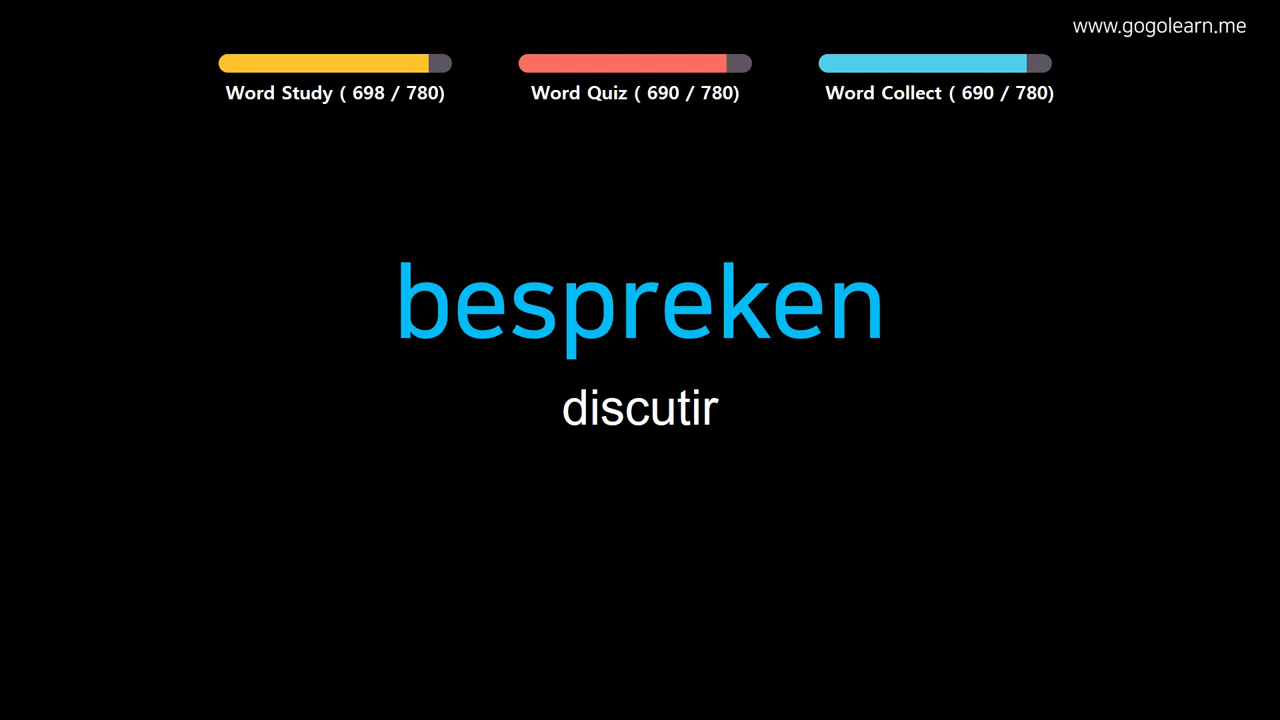 www.gogolearn.me
Word Study ( 698 / 780)
Word Quiz ( 690 / 780)
Word Collect ( 690 / 780)
bespreken
discutir